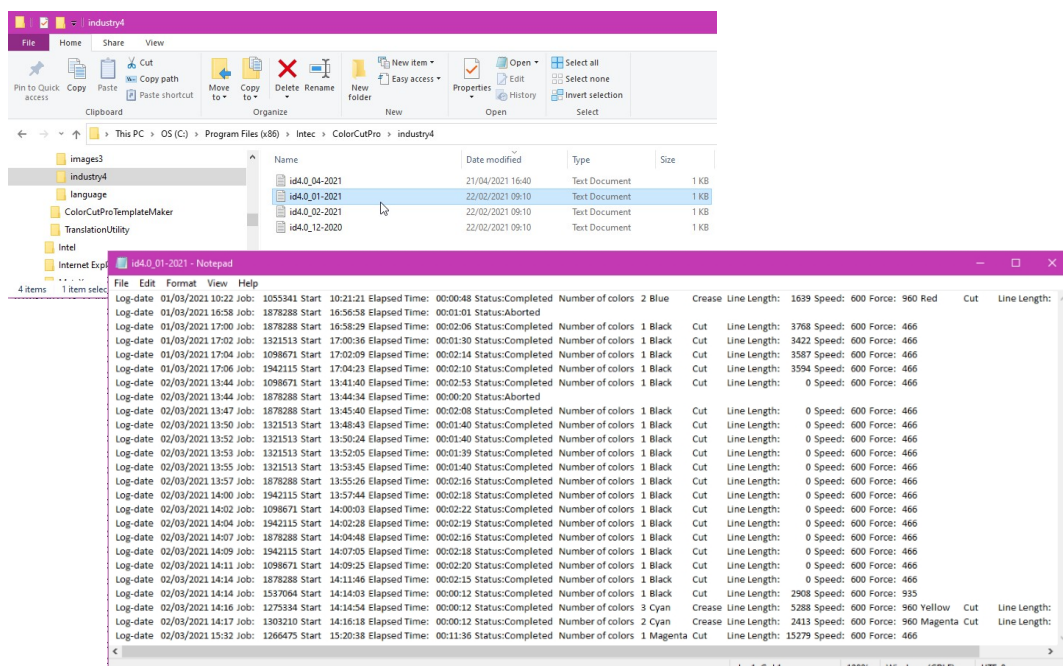 industry4
File Home Share View
Pin to Quick access Copy Paste Cut Copy path Paste shortcut Move to Copy to Delete Rename New folder New item Easy access Properties Open Edit History Select all Select none Invert selection
Clipboard Organize New Open Select
This PC > OS (C:) > Program Files (x86) > Intec > ColorCutPro > industry4
Name Date modified Type Size
images3
industry4
language
ColorCutProTemplateMaker
TranslationUtility
Intel
Internet Expl
id4.0_04-2021 21/04/2021 16:40 Text Document 1 KB
id4.0_01-2021 22/02/2021 09:10 Text Document 1 KB
id4.0_02-2021 22/02/2021 09:10 Text Document 1 KB
id4.0_12-2020 22/02/2021 09:10 Text Document 1 KB
4 items 1 item selec
id4.0_01-2021 - Notepad
File Edit Format View Help
Log-date 01/03/2021 10:22 Job: 1055341 Start 10:21:21 Elapsed Time: 00:00:48 Status:Completed Number of colors 2 Blue Crease Line Length: 1639 Speed: 600 Force: 960 Red Cut Line Length:
Log-date 01/03/2021 16:58 Job: 1878288 Start 16:56:58 Elapsed Time: 00:01:01 Status:Aborted
Log-date 01/03/2021 17:00 Job: 1878288 Start 16:58:29 Elapsed Time: 00:02:06 Status:Completed Number of colors 1 Black Cut Line Length: 3768 Speed: 600 Force: 466
Log-date 01/03/2021 17:02 Job: 1321513 Start 17:00:36 Elapsed Time: 00:01:30 Status:Completed Number of colors 1 Black Cut Line Length: 3422 Speed: 600 Force: 466
Log-date 01/03/2021 17:04 Job: 1098671 Start 17:02:09 Elapsed Time: 00:02:14 Status:Completed Number of colors 1 Black Cut Line Length: 3587 Speed: 600 Force: 466
Log-date 01/03/2021 17:06 Job: 1942115 Start 17:04:23 Elapsed Time: 00:02:10 Status:Completed Number of colors 1 Black Cut Line Length: 3594 Speed: 600 Force: 466
Log-date 02/03/2021 13:44 Job: 1098671 Start 13:41:40 Elapsed Time: 00:02:53 Status:Completed Number of colors 1 Black Cut Line Length: 0 Speed: 600 Force: 466
Log-date 02/03/2021 13:44 Job: 1878288 Start 13:44:34 Elapsed Time: 00:00:20 Status:Aborted
Log-date 02/03/2021 13:47 Job: 1878288 Start 13:45:40 Elapsed Time: 00:02:08 Status:Completed Number of colors 1 Black Cut Line Length: 0 Speed: 600 Force: 466
Log-date 02/03/2021 13:50 Job: 1321513 Start 13:48:43 Elapsed Time: 00:01:40 Status:Completed Number of colors 1 Black Cut Line Length: 0 Speed: 600 Force: 466
Log-date 02/03/2021 13:52 Job: 1321513 Start 13:50:24 Elapsed Time: 00:01:40 Status:Completed Number of colors 1 Black Cut Line Length: 0 Speed: 600 Force: 466
Log-date 02/03/2021 13:53 Job: 1321513 Start 13:52:05 Elapsed Time: 00:01:39 Status:Completed Number of colors 1 Black Cut Line Length: 0 Speed: 600 Force: 466
Log-date 02/03/2021 13:55 Job: 1321513 Start 13:53:45 Elapsed Time: 00:01:40 Status:Completed Number of colors 1 Black Cut Line Length: 0 Speed: 600 Force: 466
Log-date 02/03/2021 13:57 Job: 1878288 Start 13:55:26 Elapsed Time: 00:02:16 Status:Completed Number of colors 1 Black Cut Line Length: 0 Speed: 600 Force: 466
Log-date 02/03/2021 14:00 Job: 1942115 Start 13:57:44 Elapsed Time: 00:02:18 Status:Completed Number of colors 1 Black Cut Line Length: 0 Speed: 600 Force: 466
Log-date 02/03/2021 14:02 Job: 1098671 Start 14:00:03 Elapsed Time: 00:02:22 Status:Completed Number of colors 1 Black Cut Line Length: 0 Speed: 600 Force: 466
Log-date 02/03/2021 14:04 Job: 1942115 Start 14:02:28 Elapsed Time: 00:02:19 Status:Completed Number of colors 1 Black Cut Line Length: 0 Speed: 600 Force: 466
Log-date 02/03/2021 14:07 Job: 1878288 Start 14:04:48 Elapsed Time: 00:02:16 Status:Completed Number of colors 1 Black Cut Line Length: 0 Speed: 600 Force: 466
Log-date 02/03/2021 14:09 Job: 1942115 Start 14:07:05 Elapsed Time: 00:02:18 Status:Completed Number of colors 1 Black Cut Line Length: 0 Speed: 600 Force: 466
Log-date 02/03/2021 14:11 Job: 1098671 Start 14:09:25 Elapsed Time: 00:02:20 Status:Completed Number of colors 1 Black Cut Line Length: 0 Speed: 600 Force: 466
Log-date 02/03/2021 14:14 Job: 1878288 Start 14:11:46 Elapsed Time: 00:02:15 Status:Completed Number of colors 1 Black Cut Line Length: 0 Speed: 600 Force: 466
Log-date 02/03/2021 14:14 Job: 1537064 Start 14:14:03 Elapsed Time: 00:00:12 Status:Completed Number of colors 1 Black Cut Line Length: 2908 Speed: 600 Force: 935
Log-date 02/03/2021 14:16 Job: 1275334 Start 14:14:54 Elapsed Time: 00:00:12 Status:Completed Number of colors 3 Cyan Crease Line Length: 5288 Speed: 600 Force: 960 Yellow Cut Line Length:
Log-date 02/03/2021 14:17 Job: 1303210 Start 14:16:18 Elapsed Time: 00:00:12 Status:Completed Number of colors 2 Cyan Crease Line Length: 2413 Speed: 600 Force: 960 Magenta Cut Line Length:
Log-date 02/03/2021 15:32 Job: 1266475 Start 15:20:38 Elapsed Time: 00:11:36 Status:Completed Number of colors 1 Magenta Cut Line Length: 15279 Speed: 600 Force: 466